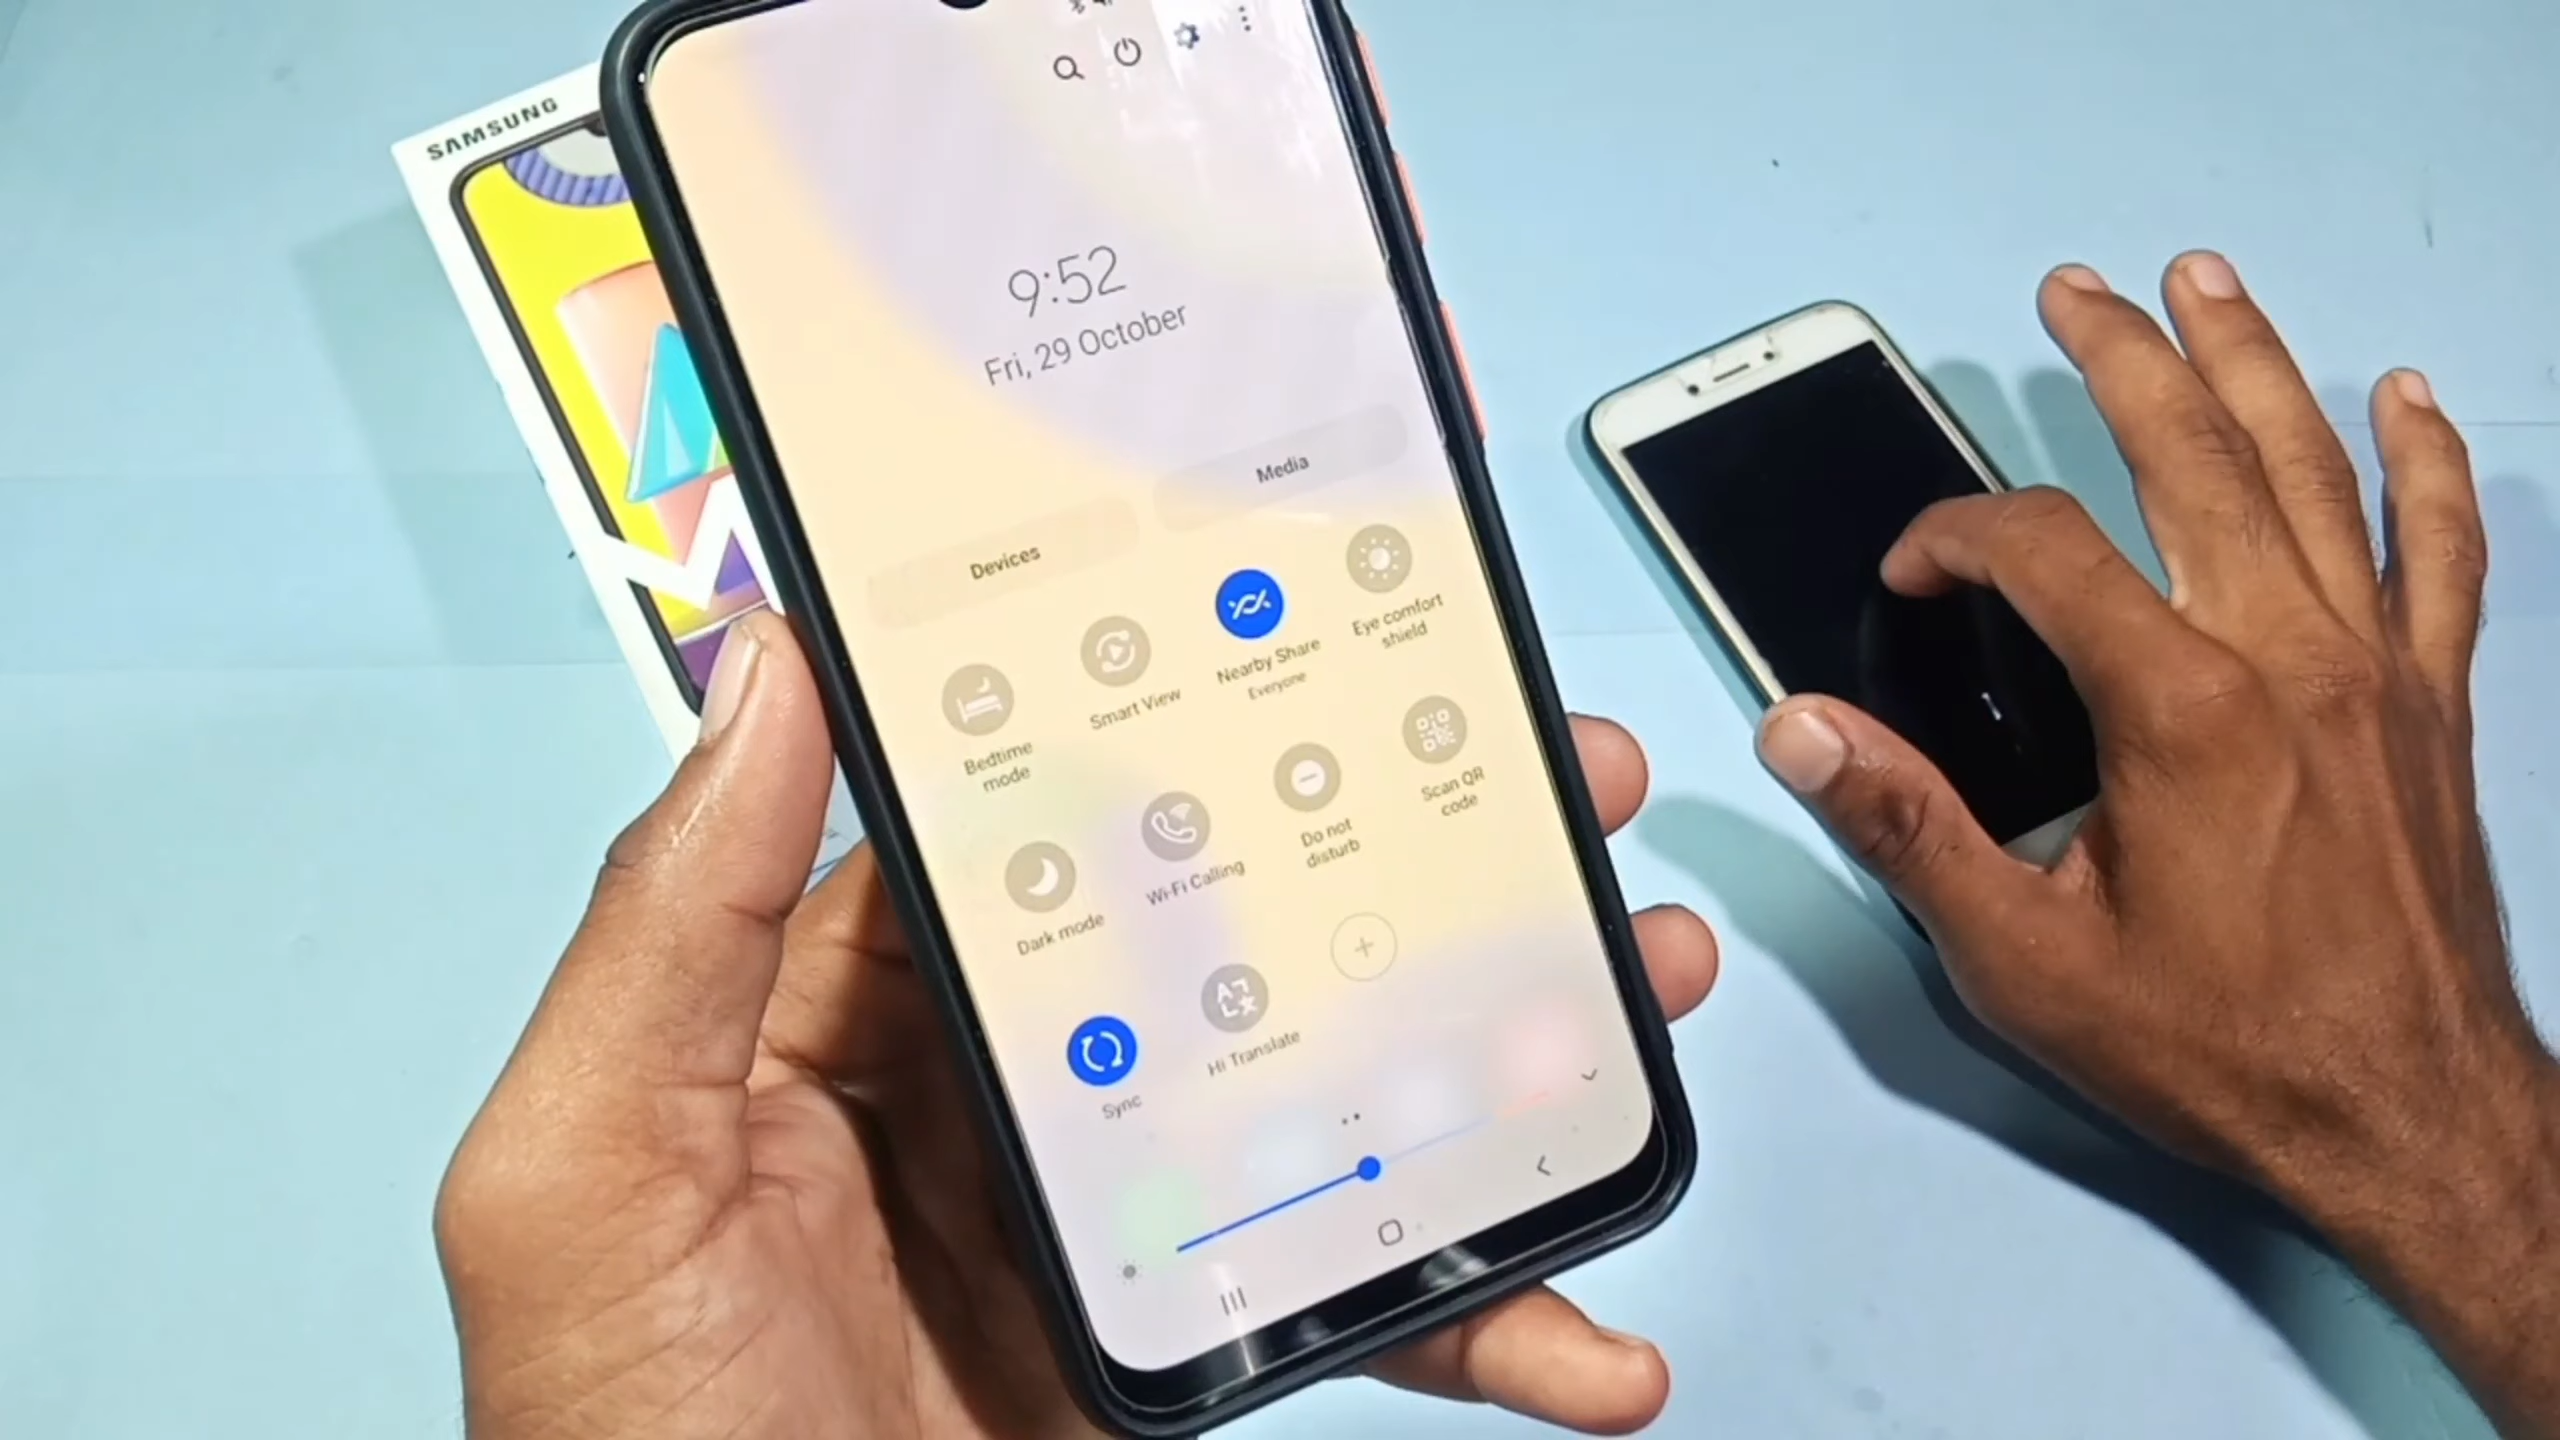 SAMSUNG
M
9:52
Fri, 29 October
Devices
Media
Bedtime
mode
Smart View
Nearby Share
Everyone
Eye comfort
shield
Dark mode
Wi-Fi Calling
Do not
disturb
Scan QR
code
Sync
Hi Translate